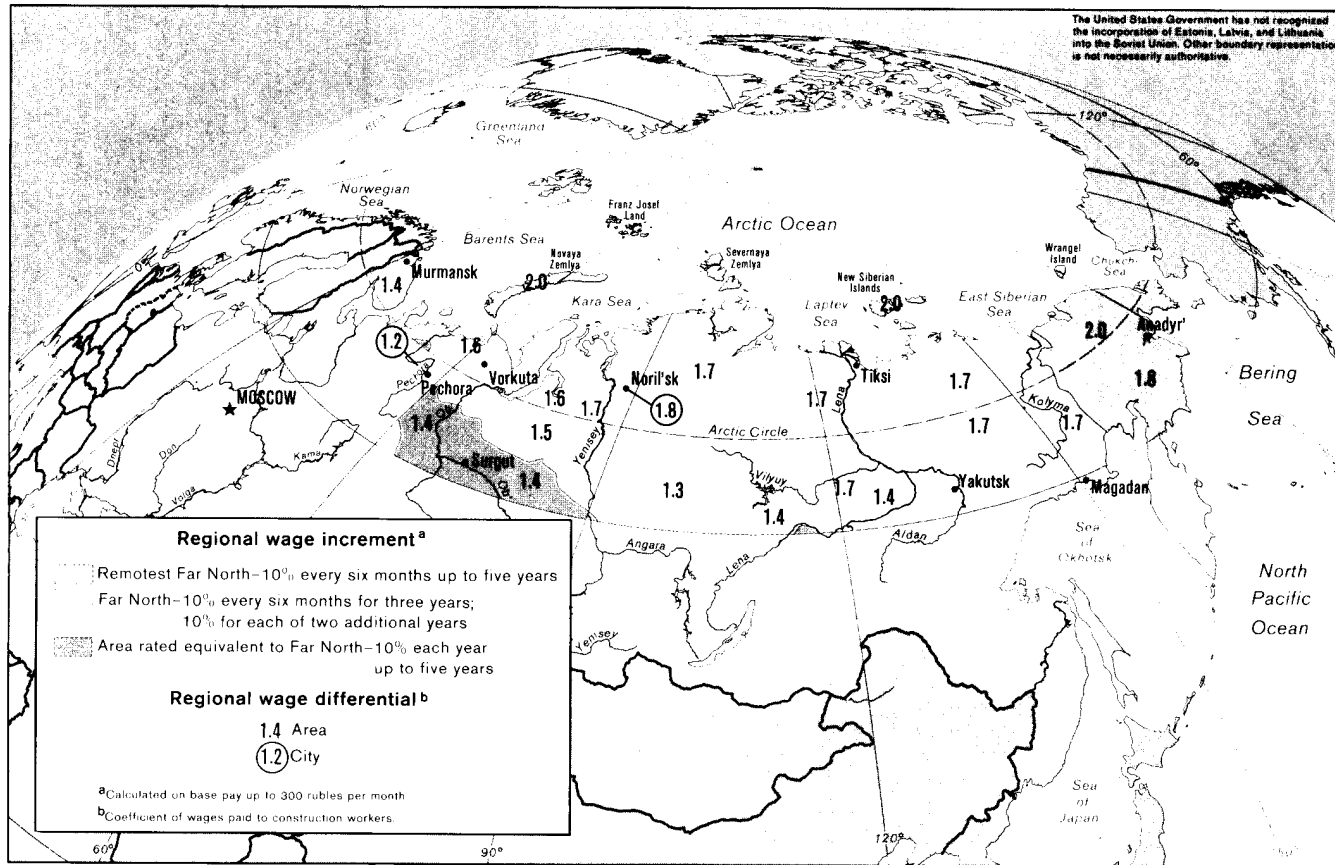 The United States Government has not recognized
the incorporation of Estonia, Latvia, and Lithuania
into the Soviet Union. Other boundary representation
is not necessarily authoritative.
120°
60°
Greenland
Sea
Norwegian
Sea
Franz Josef
Land
Arctic Ocean
Barents Sea
Novaya
Zemlya
Severnaya
Zemlya
Wrangel
Island
Chukchi
Sea
Murmansk
1.4
2.0
Kara Sea
New Siberian
Islands
2.0
Laptev
Sea
East Siberian
Sea
2.0
Anadyr'
1.2
1.6
Vorkuta
Pechora
Pechora
Noril'sk
1.8
1.7
Tiksi
1.7
1.7
Lena
1.8
Bering
Sea
MOSCOW
1.6
1.7
1.5
1.4
Ob'
Yenisey
Arctic Circle
1.7
Kolyma
1.7
Dnepr
Don
Volga
Kama
Surgut
Ob'
1.4
1.3
Vilyuy
1.7
1.4
1.4
Yakutsk
Magadan
Angara
Lena
Aldan
Sea
of
Okhotsk
Yenisey
North
Pacific
Ocean
Regional wage increment a
Remotest Far North–10% every six months up to five years
Far North–10% every six months for three years;
10% for each of two additional years
Area rated equivalent to Far North–10% each year
up to five years
Regional wage differential b
1.4 Area
1.2 City
a Calculated on base pay up to 300 rubles per month
b Coefficient of wages paid to construction workers.
Sea
of
Japan
60°
90°
120°